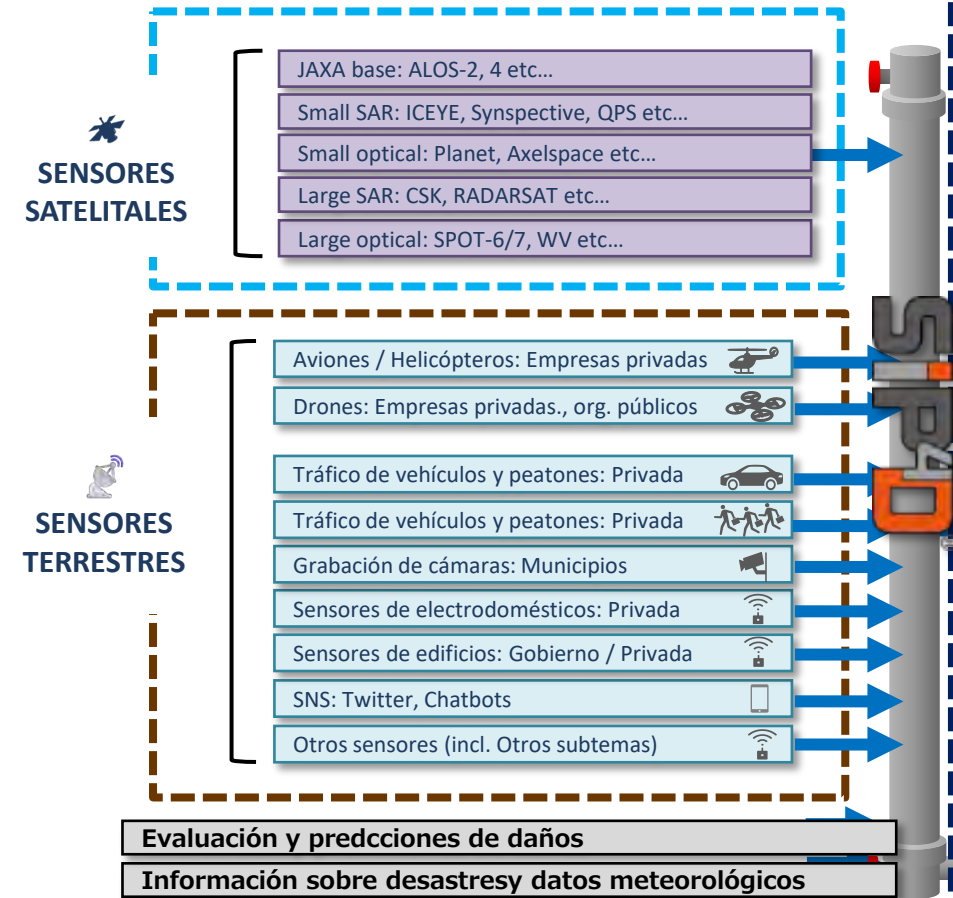 JAXA base: ALOS-2, 4 etc...
Small SAR: ICEYE, Synspective, QPS etc...
Small optical: Planet, Axelspace etc...
Large SAR: CSK, RADARSAT etc...
Large optical: SPOT-6/7, WV etc...
SENSORES
SATELITALES
Aviones / Helicópteros: Empresas privadas
Drones: Empresas privadas., org. públicos
Tráfico de vehículos y peatones: Privada
Tráfico de vehículos y peatones: Privada
Grabación de cámaras: Municipios
Sensores de electrodomésticos: Privada
Sensores de edificios: Gobierno / Privada
SNS: Twitter, Chatbots
Otros sensores (incl. Otros subtemas)
SENSORES
TERRESTRES
SIP4D
Evaluación y predcciones de daños
Información sobre desastresy datos meteorológicos